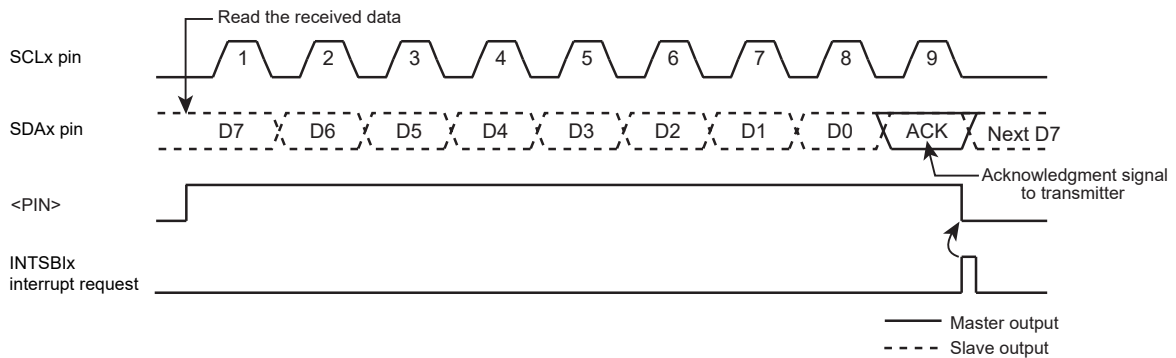 Read the received data
SCLx pin
1 2 3 4 5 6 7 8 9
SDAx pin
D7 D6 D5 D4 D3 D2 D1 D0 ACK Next D7
Acknowledgment signal
to transmitter
<PIN>
INTSBIx
interrupt request
Master output
Slave output